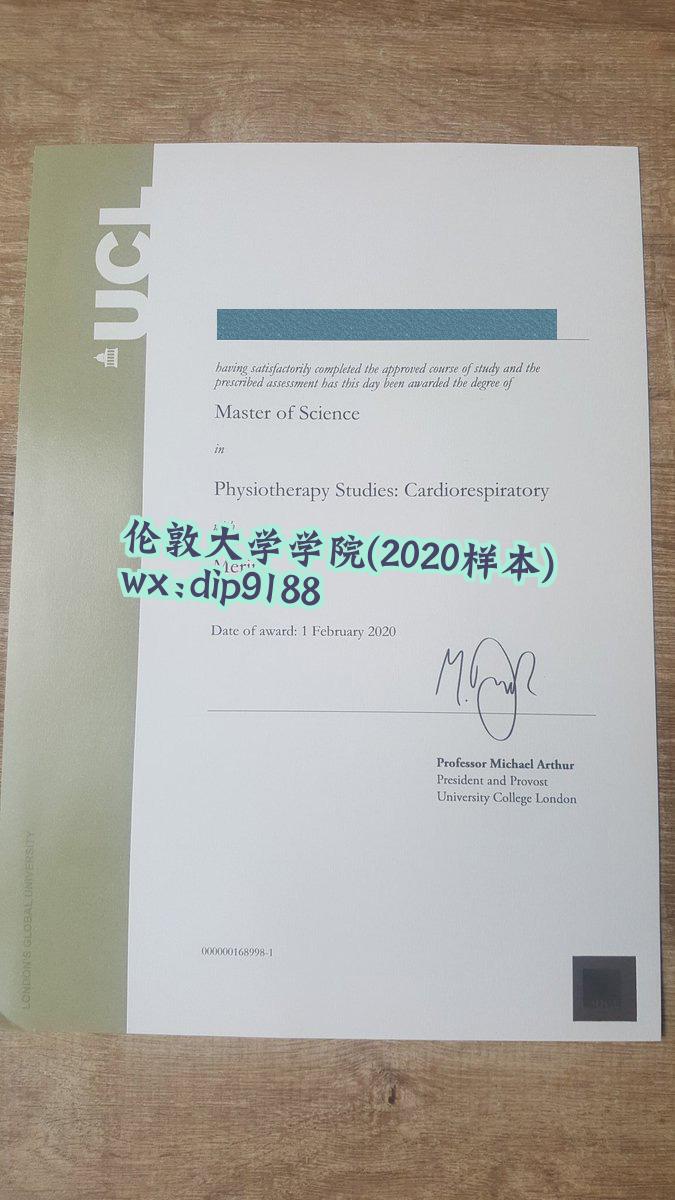 UCL
having satisfactorily completed the approved course of study and the
prescribed assessment has this day been awarded the degree of
Master of Science
in
Physiotherapy Studies: Cardiorespiratory
with
伦敦大学学院(2020样本)
Merit
wx:dip9188
Date of award: 1 February 2020
Professor Michael Arthur
President and Provost
University College London
LONDON'S GLOBAL UNIVERSITY
000000168998-1